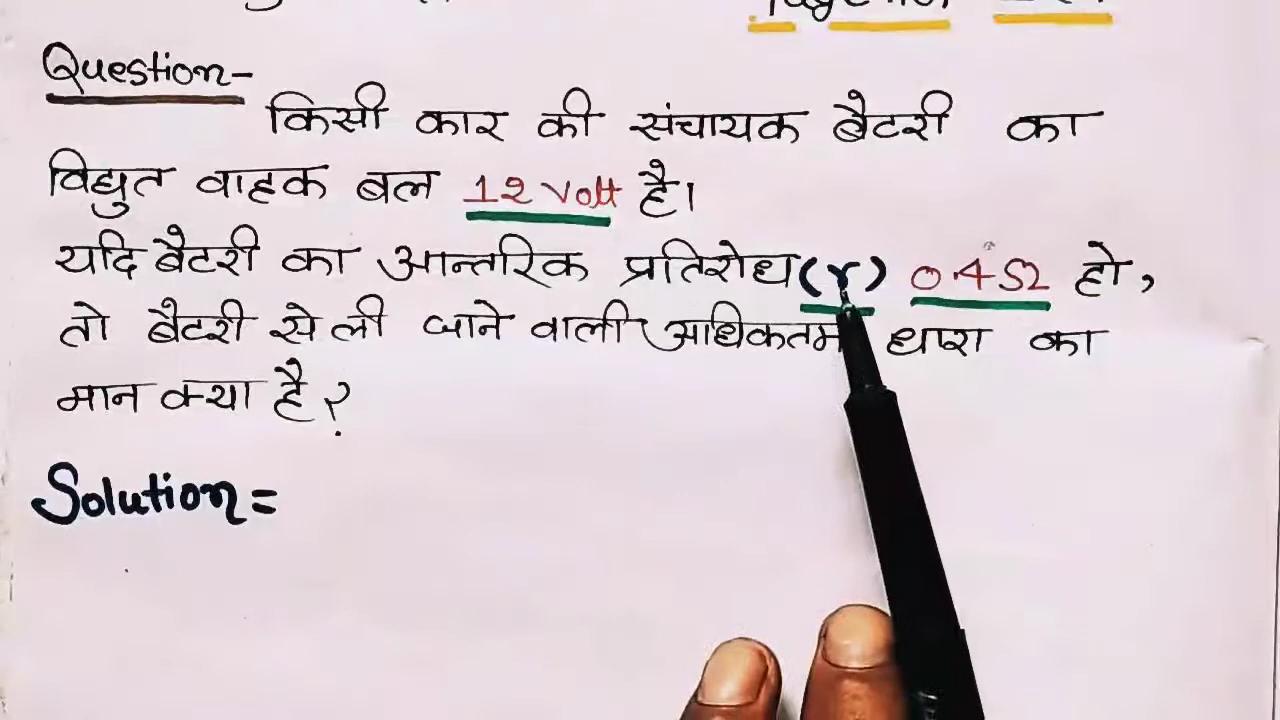 Question-
किसी कार की संचायक बैटरी का
विद्युत वाहक बल 12 Volt है।
यदि बैटरी का आन्तरिक प्रतिरोध (r) 0.4Ω हो,
तो बैटरी से ली जाने वाली अधिकतम धारा का
मान क्या है?
Solution=